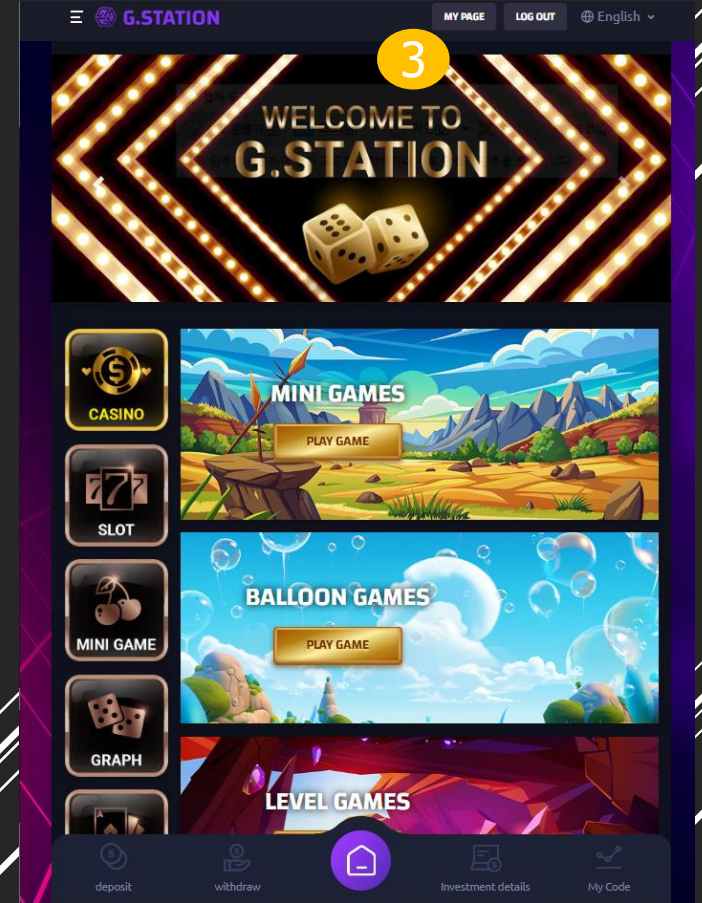 G.STATION
MY PAGE
LOG OUT
English
3
WELCOME TO
G.STATION
CASINO
MINI GAMES
PLAY GAME
777
SLOT
BALLOON GAMES
PLAY GAME
MINI GAME
GRAPH
LEVEL GAMES
deposit
withdraw
Investment details
My Code